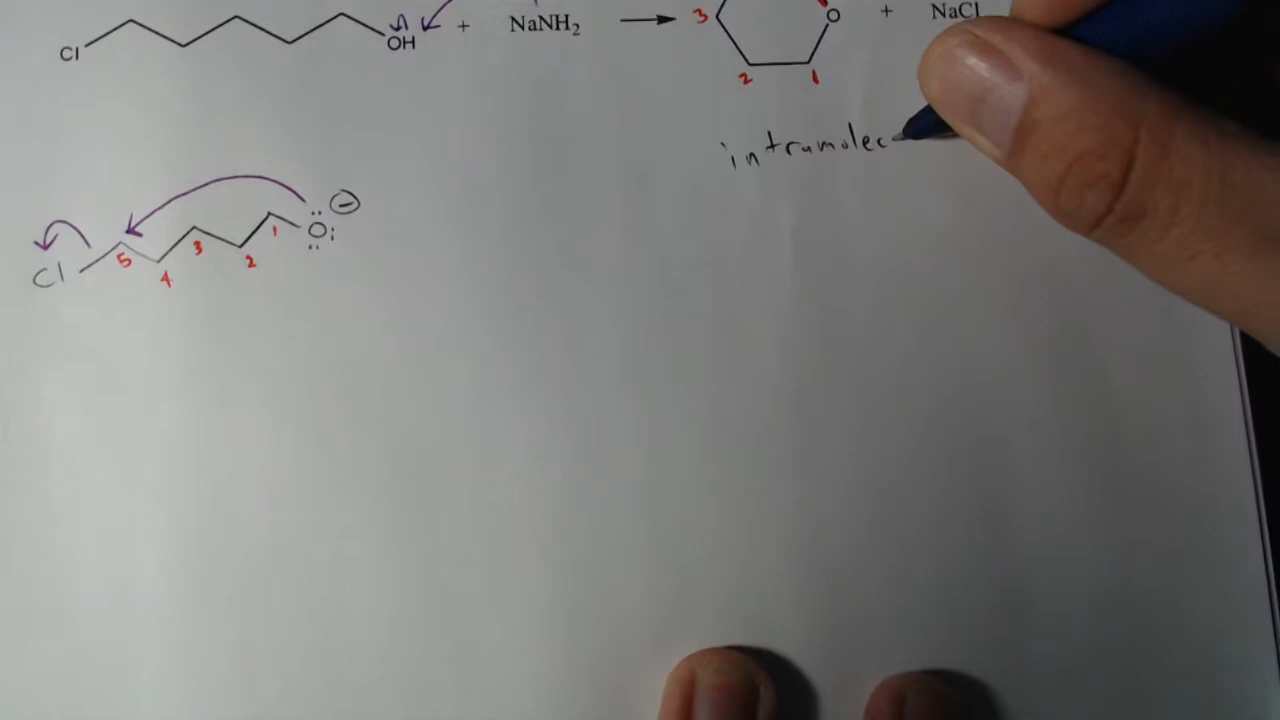 Cl OH + NaNH2 3 O + NaCl
2 1
intramolec
Cl 5 4 3 2 1 :O: −